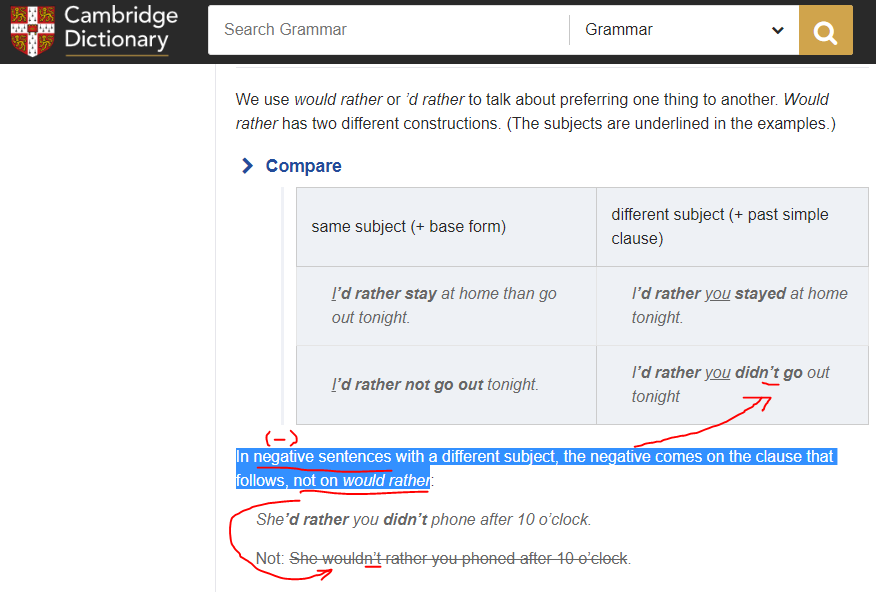 Cambridge
Dictionary
Search Grammar
Grammar
We use would rather or ’d rather to talk about preferring one thing to another. Would
rather has two different constructions. (The subjects are underlined in the examples.)
Compare
same subject (+ base form)
different subject (+ past simple
clause)
I’d rather stay at home than go
out tonight.
I’d rather you stayed at home
tonight.
I’d rather not go out tonight.
I’d rather you didn’t go out
tonight
(–)
In negative sentences with a different subject, the negative comes on the clause that
follows, not on would rather:
She’d rather you didn’t phone after 10 o’clock.
Not: She wouldn’t rather you phoned after 10 o’clock.